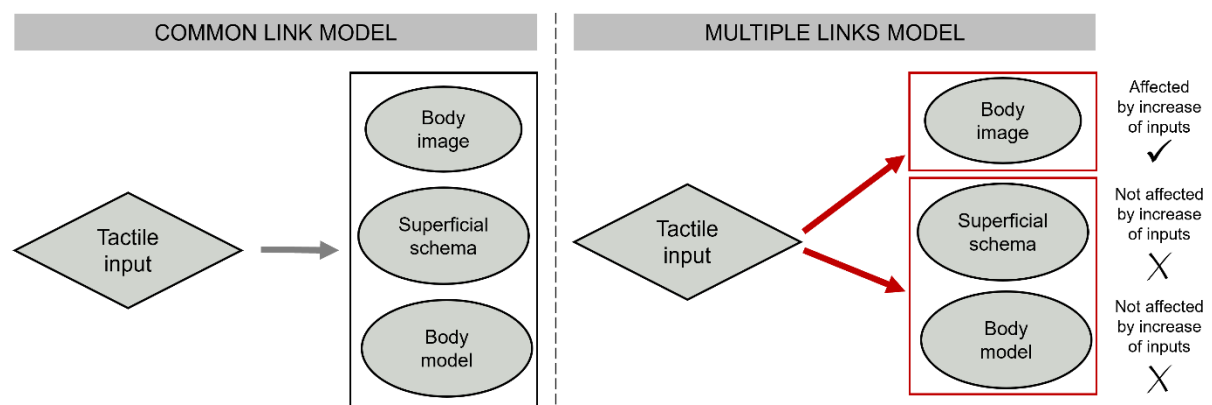 COMMON LINK MODEL
Tactile
input
Body
image
Superficial
schema
Body
model
MULTIPLE LINKS MODEL
Tactile
input
Body
image
Affected
by increase
of inputs
✓
Superficial
schema
Not affected
by increase
of inputs
X
Body
model
Not affected
by increase
of inputs
X